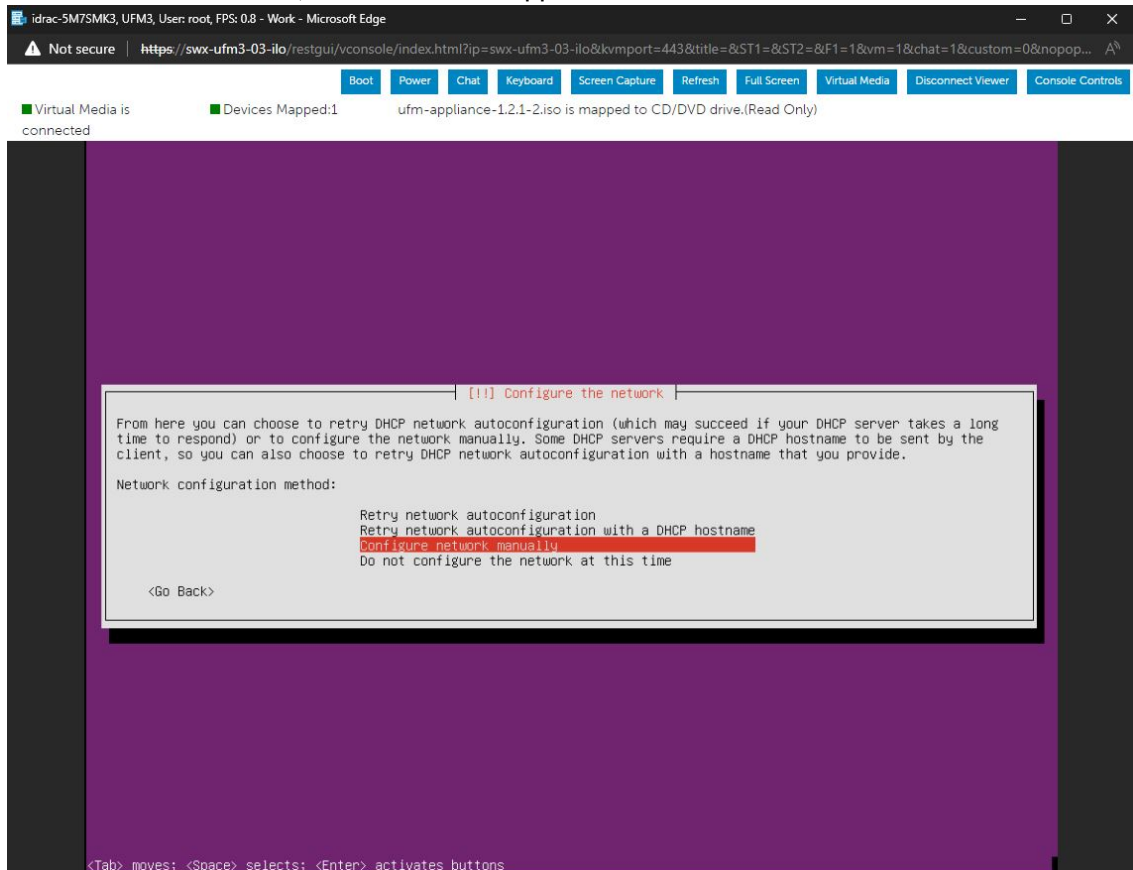 idrac-5M7SMK3, UFM3, User: root, FPS: 0.8 - Work - Microsoft Edge
Not secure | https://swx-ufm3-03-ilo/restgui/vconsole/index.html?ip=swx-ufm3-03-ilo&kvmport=443&title=&ST1=&ST2=&F1=1&vm=1&chat=1&custom=0&nopop... A
Boot Power Chat Keyboard Screen Capture Refresh Full Screen Virtual Media Disconnect Viewer Console Controls
Virtual Media is Devices Mapped:1 ufm-appliance-1.2.1-2.iso is mapped to CD/DVD drive.(Read Only)
connected
[!!] Configure the network
From here you can choose to retry DHCP network autoconfiguration (which may succeed if your DHCP server takes a long
time to respond) or to configure the network manually. Some DHCP servers require a DHCP hostname to be sent by the
client, so you can also choose to retry DHCP network autoconfiguration with a hostname that you provide.
Network configuration method:
Retry network autoconfiguration
Retry network autoconfiguration with a DHCP hostname
Configure network manually
Do not configure the network at this time
<Go Back>
<Tab> moves; <Space> selects; <Enter> activates buttons